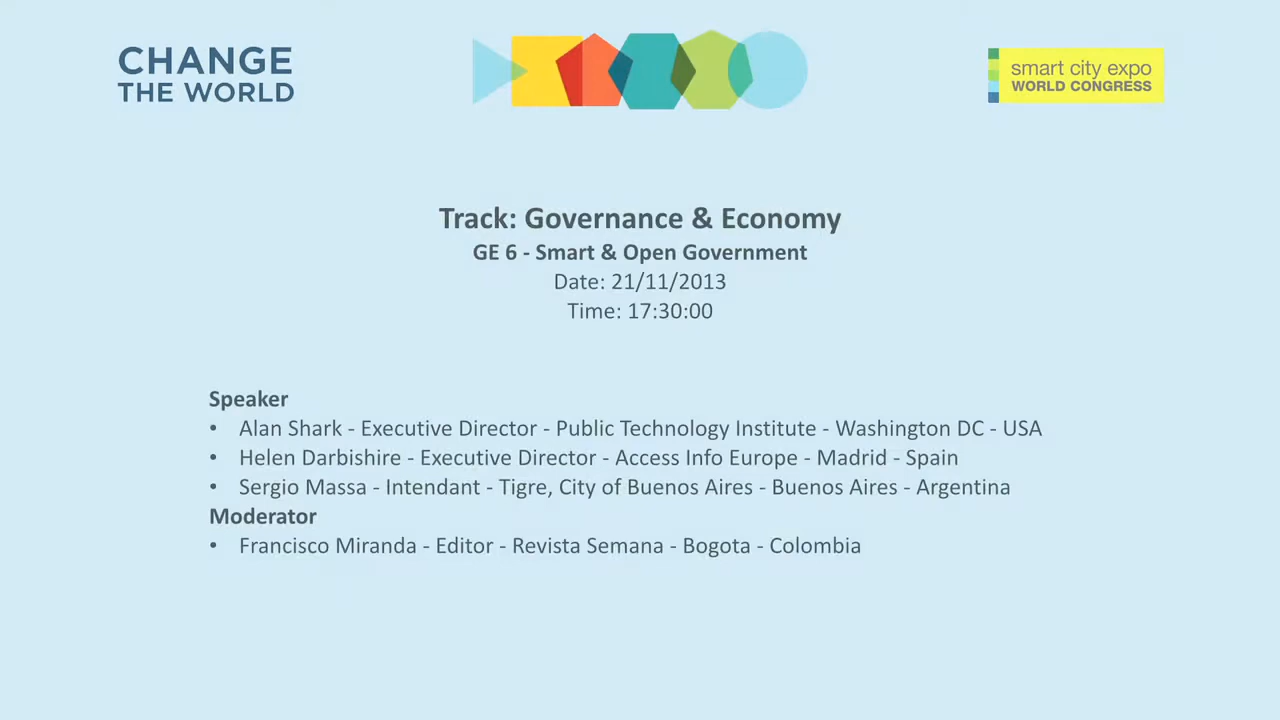 CHANGE
THE WORLD
smart city expo
WORLD CONGRESS
Track: Governance & Economy
GE 6 - Smart & Open Government
Date: 21/11/2013
Time: 17:30:00
Speaker
• Alan Shark - Executive Director - Public Technology Institute - Washington DC - USA
• Helen Darbishire - Executive Director - Access Info Europe - Madrid - Spain
• Sergio Massa - Intendant - Tigre, City of Buenos Aires - Buenos Aires - Argentina
Moderator
• Francisco Miranda - Editor - Revista Semana - Bogota - Colombia